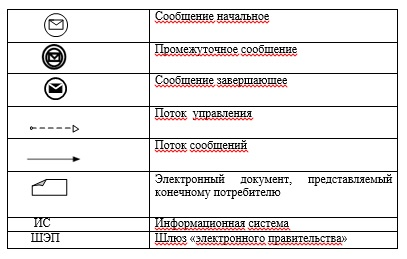 Сообщение начальное
Промежуточное сообщение
Сообщение завершающее
Поток управления
Поток сообщений
Электронный документ, представляемый
конечному потребителю
ИС Информационная система
ШЭП Шлюз «электронного правительства»